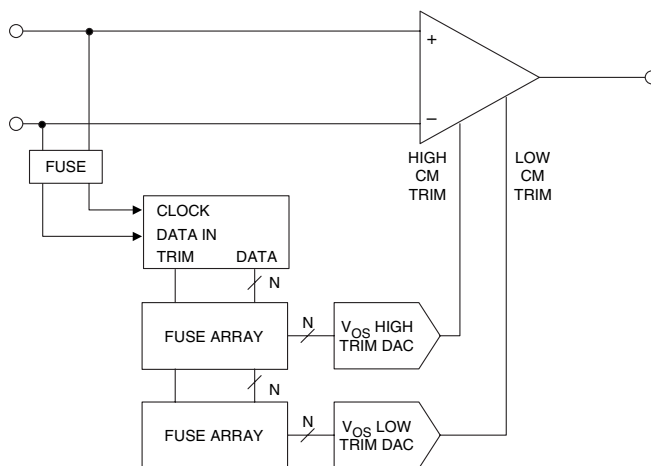 +
−
FUSE
HIGH
CM
TRIM
LOW
CM
TRIM
CLOCK
DATA IN
TRIM DATA
N
FUSE ARRAY
N
VOS HIGH
TRIM DAC
N
FUSE ARRAY
N
VOS LOW
TRIM DAC